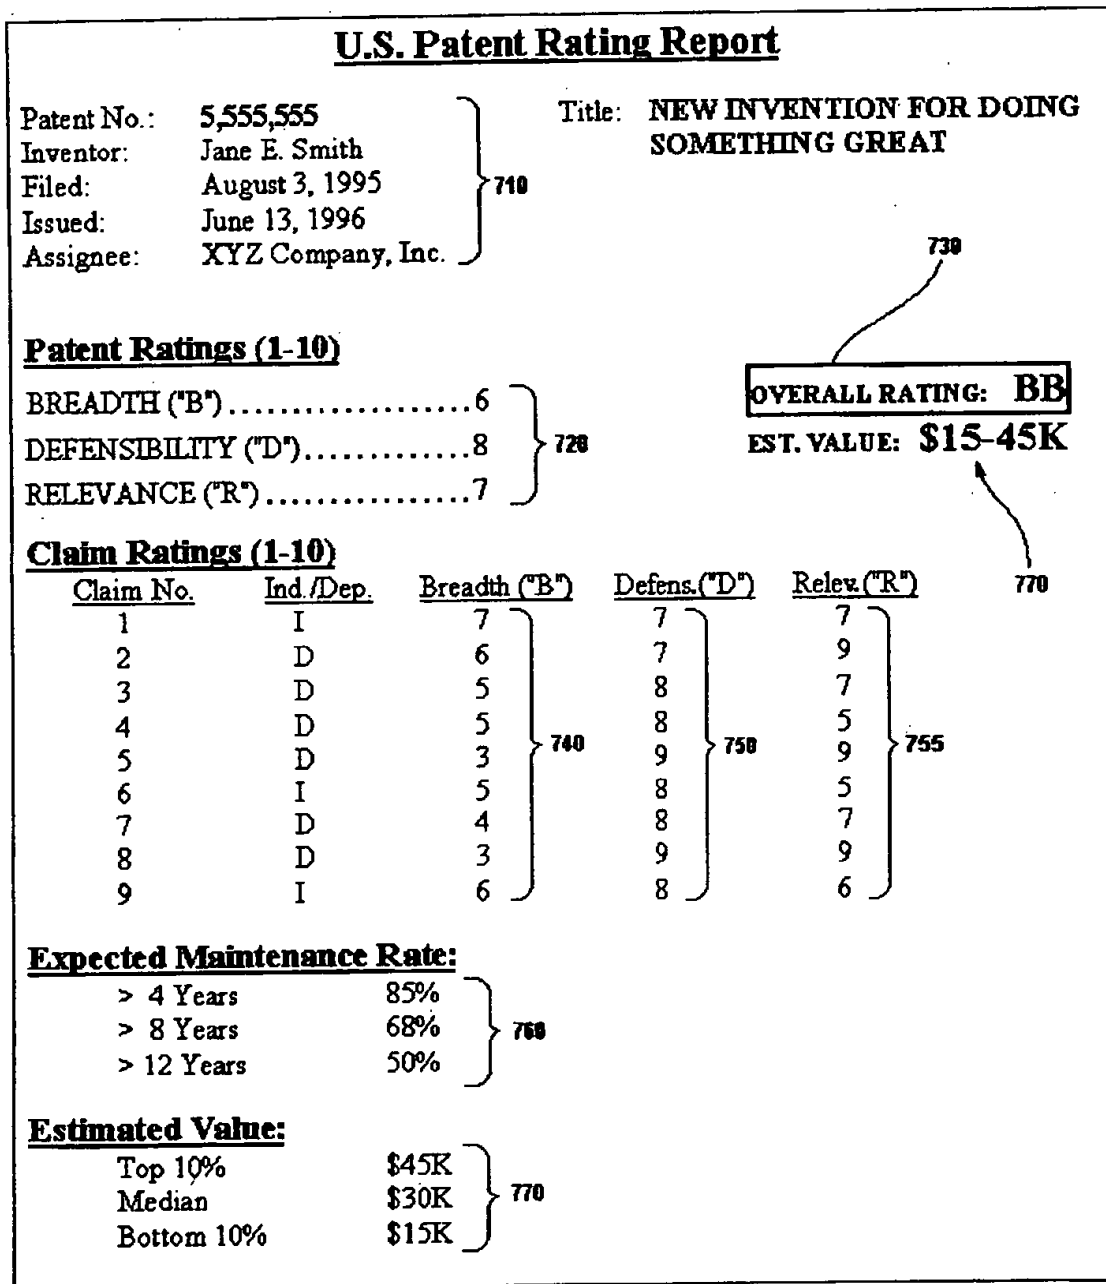 U.S. Patent Rating Report
Patent No.: 5,555,555
Inventor: Jane E. Smith
Filed: August 3, 1995
Issued: June 13, 1996
Assignee: XYZ Company, Inc.
710
Title: NEW INVENTION FOR DOING
SOMETHING GREAT
730
Patent Ratings (1-10)
BREADTH ("B")......................6
DEFENSIBILITY ("D").............8
RELEVANCE ("R")..................7
720
OVERALL RATING: BB
EST. VALUE: $15-45K
770
Claim Ratings (1-10)
Claim No. Ind./Dep. Breadth ("B") Defens.("D") Relev.("R")
1 I 7 7 7
2 D 6 7 9
3 D 5 8 7
4 D 5 8 5
5 D 3 9 9
6 I 5 8 5
7 D 4 8 7
8 D 3 9 9
9 I 6 8 6
740 750 755
Expected Maintenance Rate:
> 4 Years 85%
> 8 Years 68%
> 12 Years 50%
760
Estimated Value:
Top 10% $45K
Median $30K
Bottom 10% $15K
770